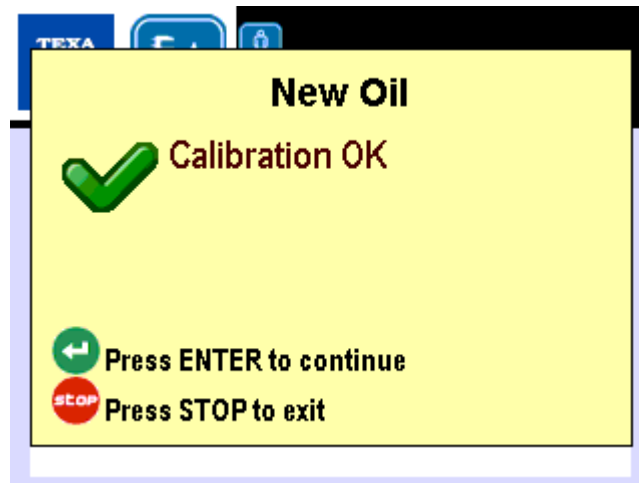 TEXA
New Oil
Calibration OK
Press ENTER to continue
stop Press STOP to exit